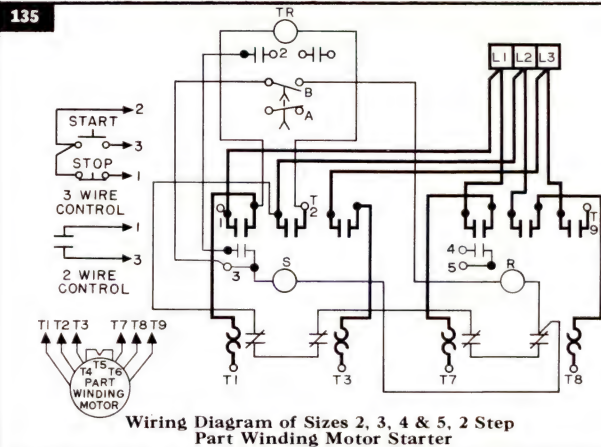 135
TR
2
B
A
L1 L2 L3
2
START
3
STOP
1
3 WIRE
CONTROL
1
3
2 WIRE
CONTROL
1
T
2
T
9
4
5
3
S
R
T1 T3 T7 T8
T1 T2 T3 T7 T8 T9
T5
T4 T6
PART
WINDING
MOTOR
Wiring Diagram of Sizes 2, 3, 4 & 5, 2 Step
Part Winding Motor Starter